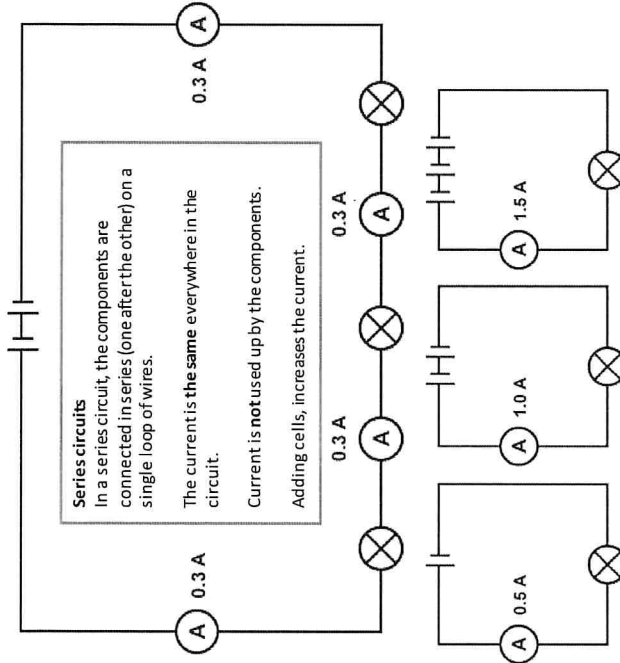 A
0.3 A
A
0.3 A
Series circuits
In a series circuit, the components are
connected in series (one after the other) on a
single loop of wires.
The current is the same everywhere in the
circuit.
Current is not used up by the components.
Adding cells, increases the current.
0.3 A
0.3 A
A
A
A
0.5 A
A
1.0 A
A
1.5 A